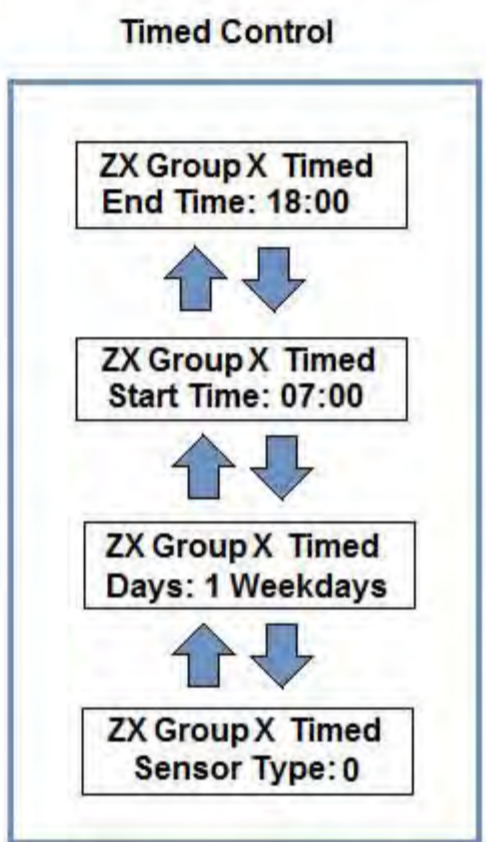 Timed Control
ZX Group X Timed
End Time: 18:00
ZX Group X Timed
Start Time: 07:00
ZX Group X Timed
Days: 1 Weekdays
ZX Group X Timed
Sensor Type: 0